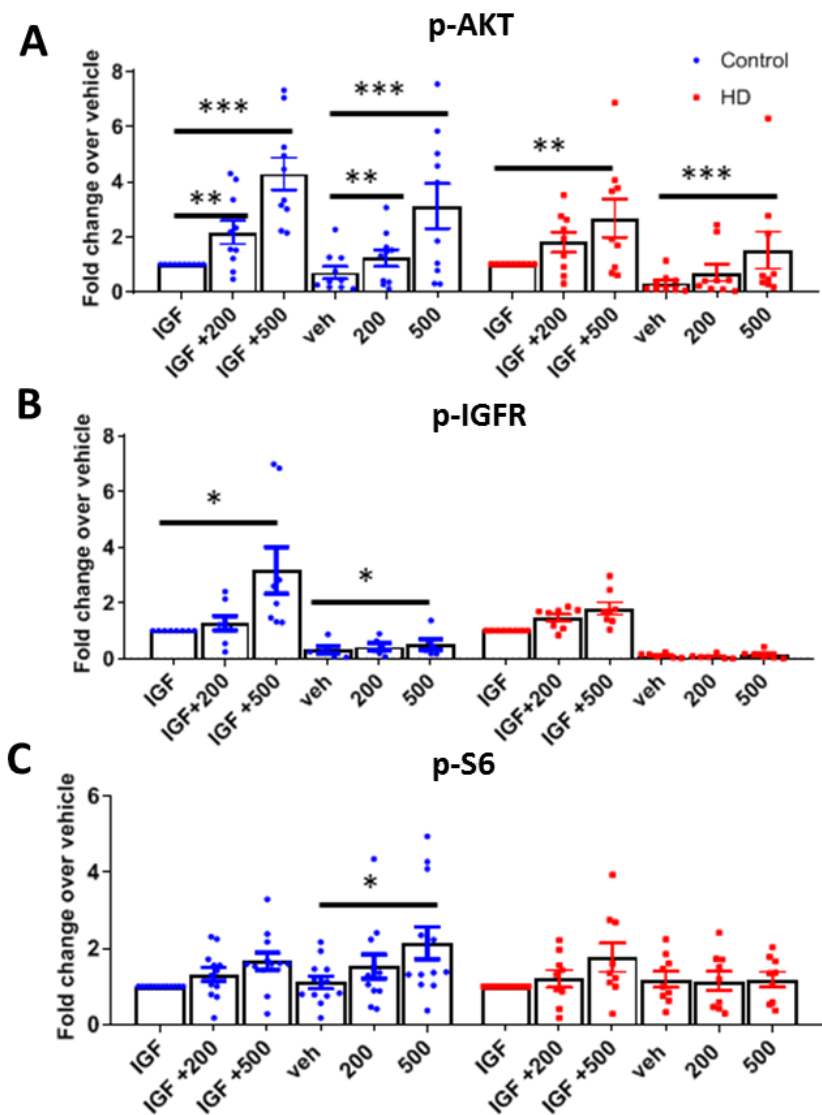 A
p-AKT
Fold change over vehicle
8
6
4
2
0
*** ** *** ** ** ***
Control
HD
IGF
IGF +200
IGF +500
veh
200
500
IGF
IGF +200
IGF +500
veh
200
500
B
p-IGFR
Fold change over vehicle
8
6
4
2
0
* *
IGF
IGF+200
IGF +500
veh
200
500
IGF
IGF+200
IGF +500
veh
200
500
C
p-S6
Fold change over vehicle
6
4
2
0
*
IGF
IGF +200
IGF +500
veh
200
500
IGF
IGF +200
IGF +500
veh
200
500